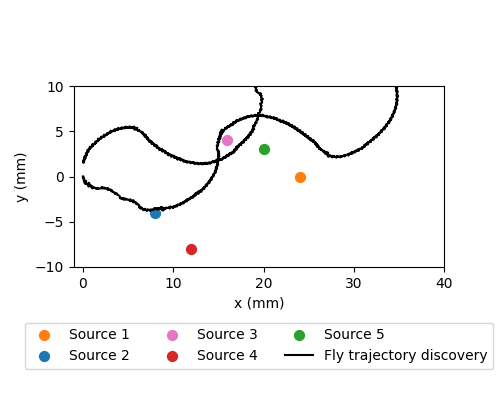 10
5
0
−5
−10
y (mm)
0 10 20 30 40
x (mm)
Source 1 Source 3 Source 5
Source 2 Source 4 Fly trajectory discovery